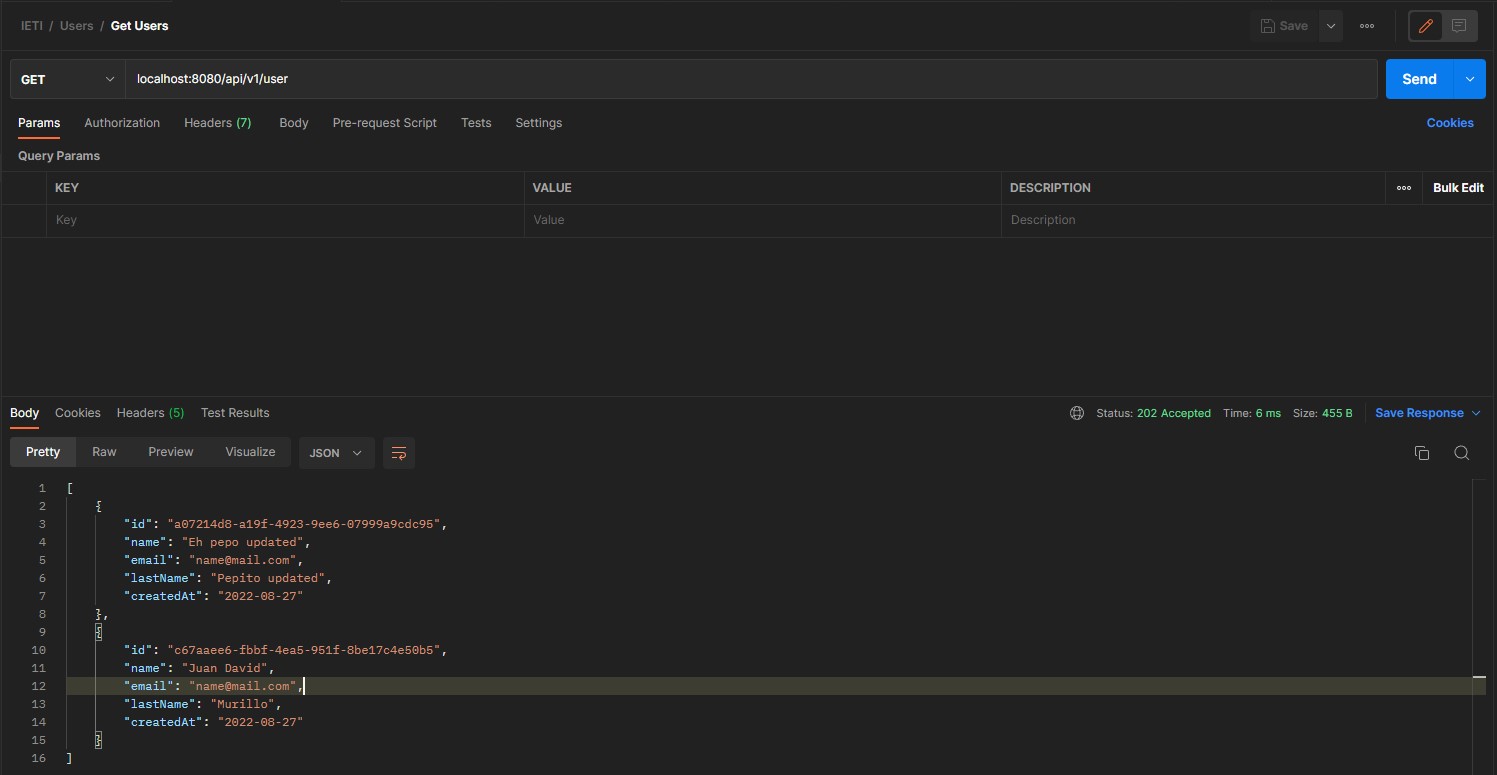 IETI / Users / Get Users
Save
GET localhost:8080/api/v1/user Send
Params Authorization Headers (7) Body Pre-request Script Tests Settings Cookies
Query Params
KEY VALUE DESCRIPTION Bulk Edit
Key Value Description
Body Cookies Headers (5) Test Results Status: 202 Accepted Time: 6 ms Size: 455 B Save Response
Pretty Raw Preview Visualize JSON
1 [
2 {
3 "id": "a07214d8-a19f-4923-9ee6-07999a9cdc95",
4 "name": "Eh pepo updated",
5 "email": "name@mail.com",
6 "lastName": "Pepito updated",
7 "createdAt": "2022-08-27"
8 },
9 {
10 "id": "c67aaee6-fbbf-4ea5-951f-8be17c4e50b5",
11 "name": "Juan David",
12 "email": "name@mail.com",
13 "lastName": "Murillo",
14 "createdAt": "2022-08-27"
15 }
16 ]